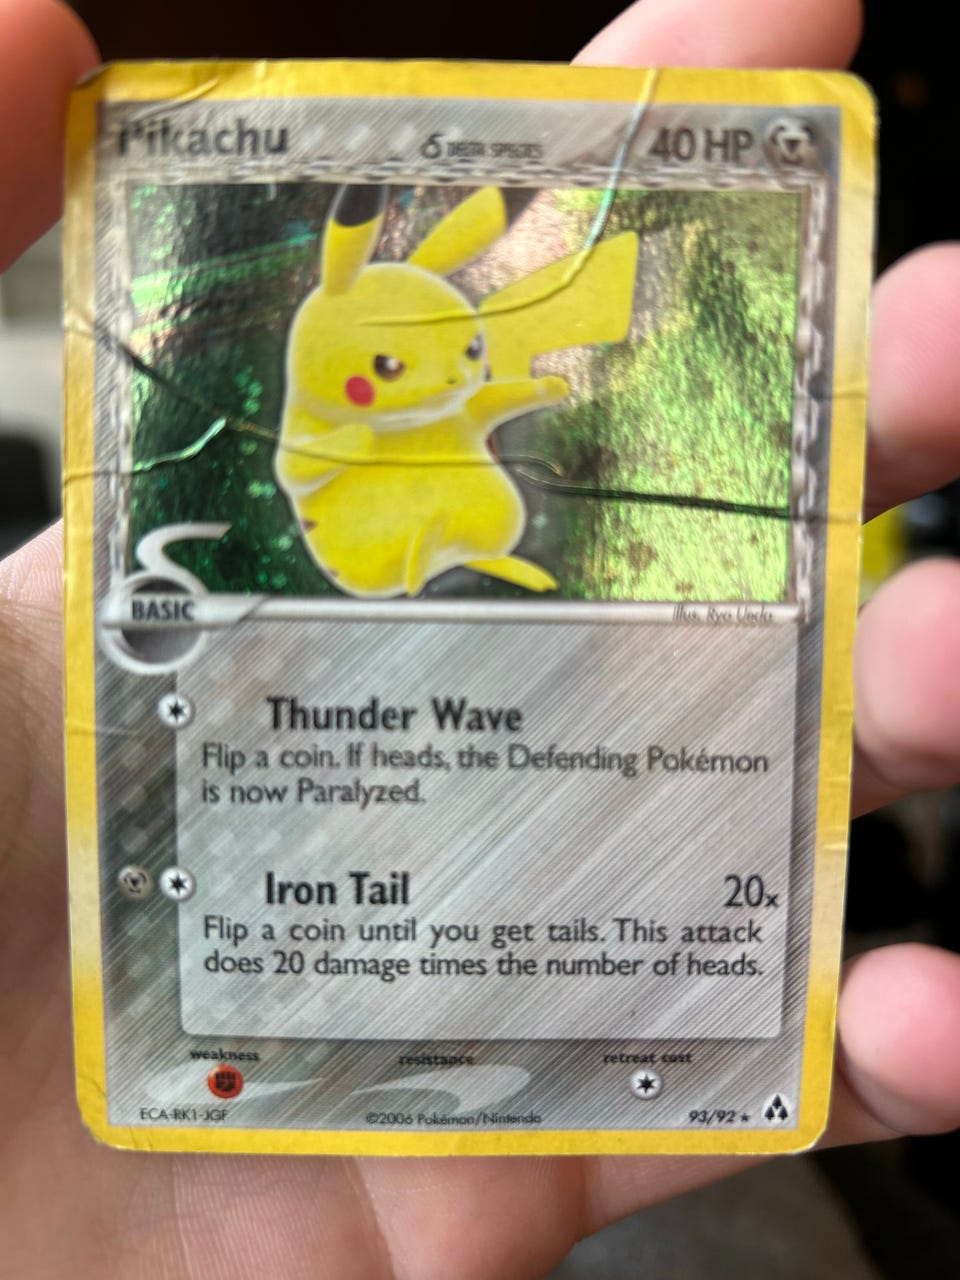 Pikachu δ DELTA SPECIES 40 HP
BASIC
Illus. Ryo Ueda
Thunder Wave
Flip a coin. If heads, the Defending Pokémon
is now Paralyzed.
Iron Tail 20x
Flip a coin until you get tails. This attack
does 20 damage times the number of heads.
weakness resistance retreat cost
ECA-RK1-JGF ©2006 Pokémon/Nintendo 93/92 ★